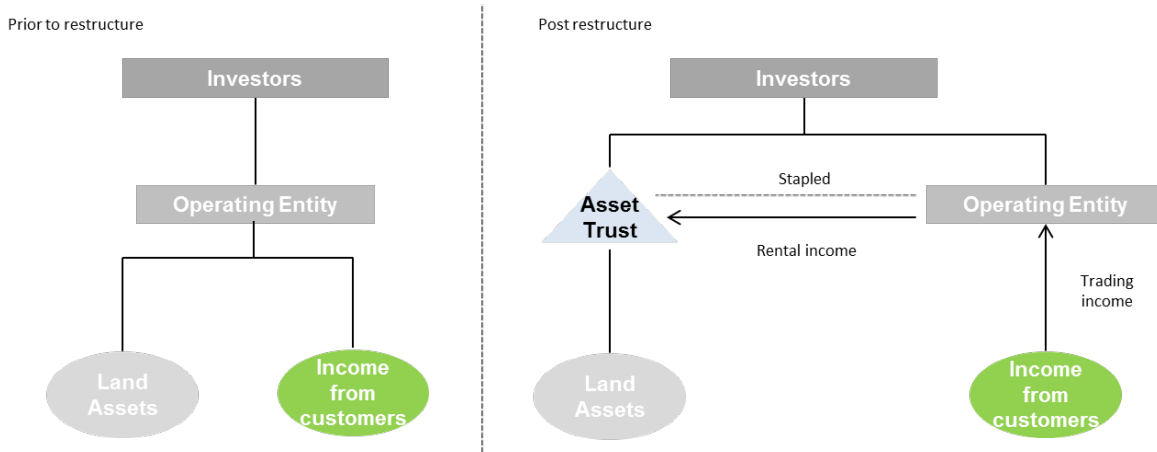 Prior to restructure
Investors
Operating Entity
Land
Assets
Income
from
customers
Post restructure
Investors
Stapled
Asset
Trust
Operating Entity
Rental income
Trading
income
Land
Assets
Income
from
customers